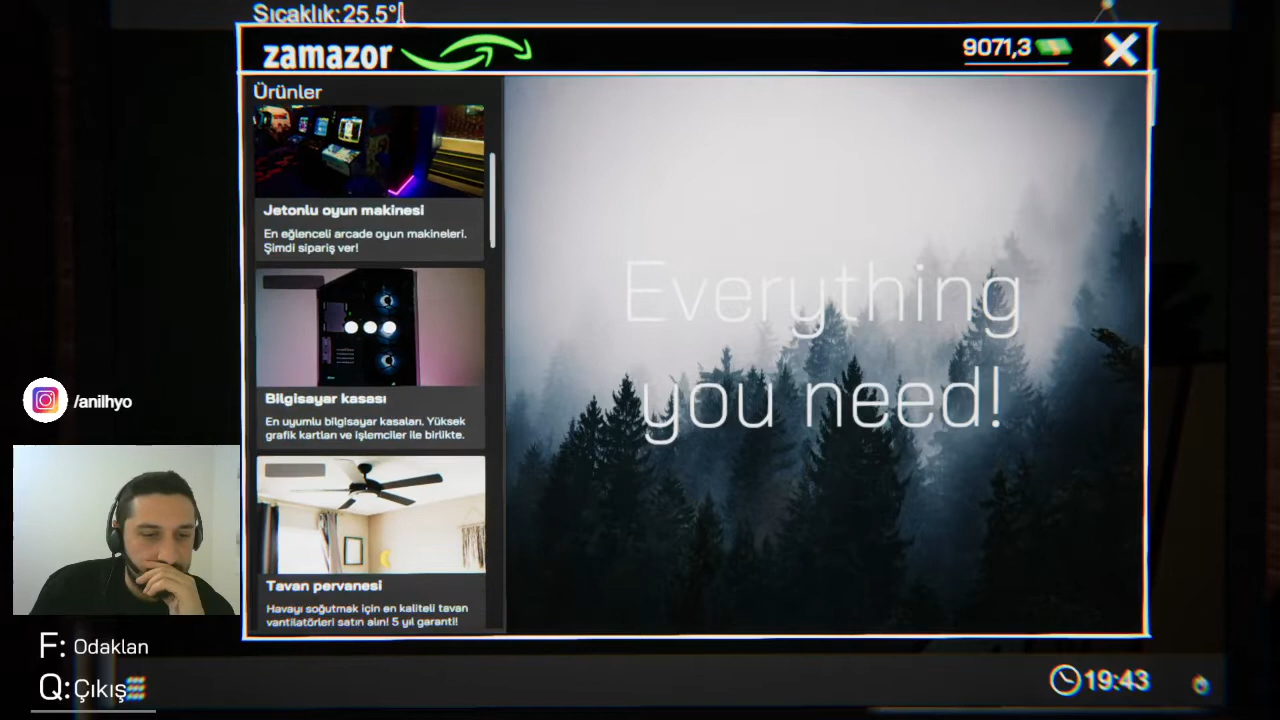 Sıcaklık: 25.5°
zamazor
9071,3
Ürünler
Jetonlu oyun makinesi
En eğlenceli arcade oyun makineleri.
Şimdi sipariş ver!
Bilgisayar kasası
En uyumlu bilgisayar kasaları. Yüksek
grafik kartları ve işlemciler ile birlikte.
Tavan pervanesi
Havayı soğutmak için en kaliteli tavan
vantilatörleri satın alın! 5 yıl garanti!
Everything
you need!
/anilhyo
F: Odaklan
Q: Çıkış
19:43